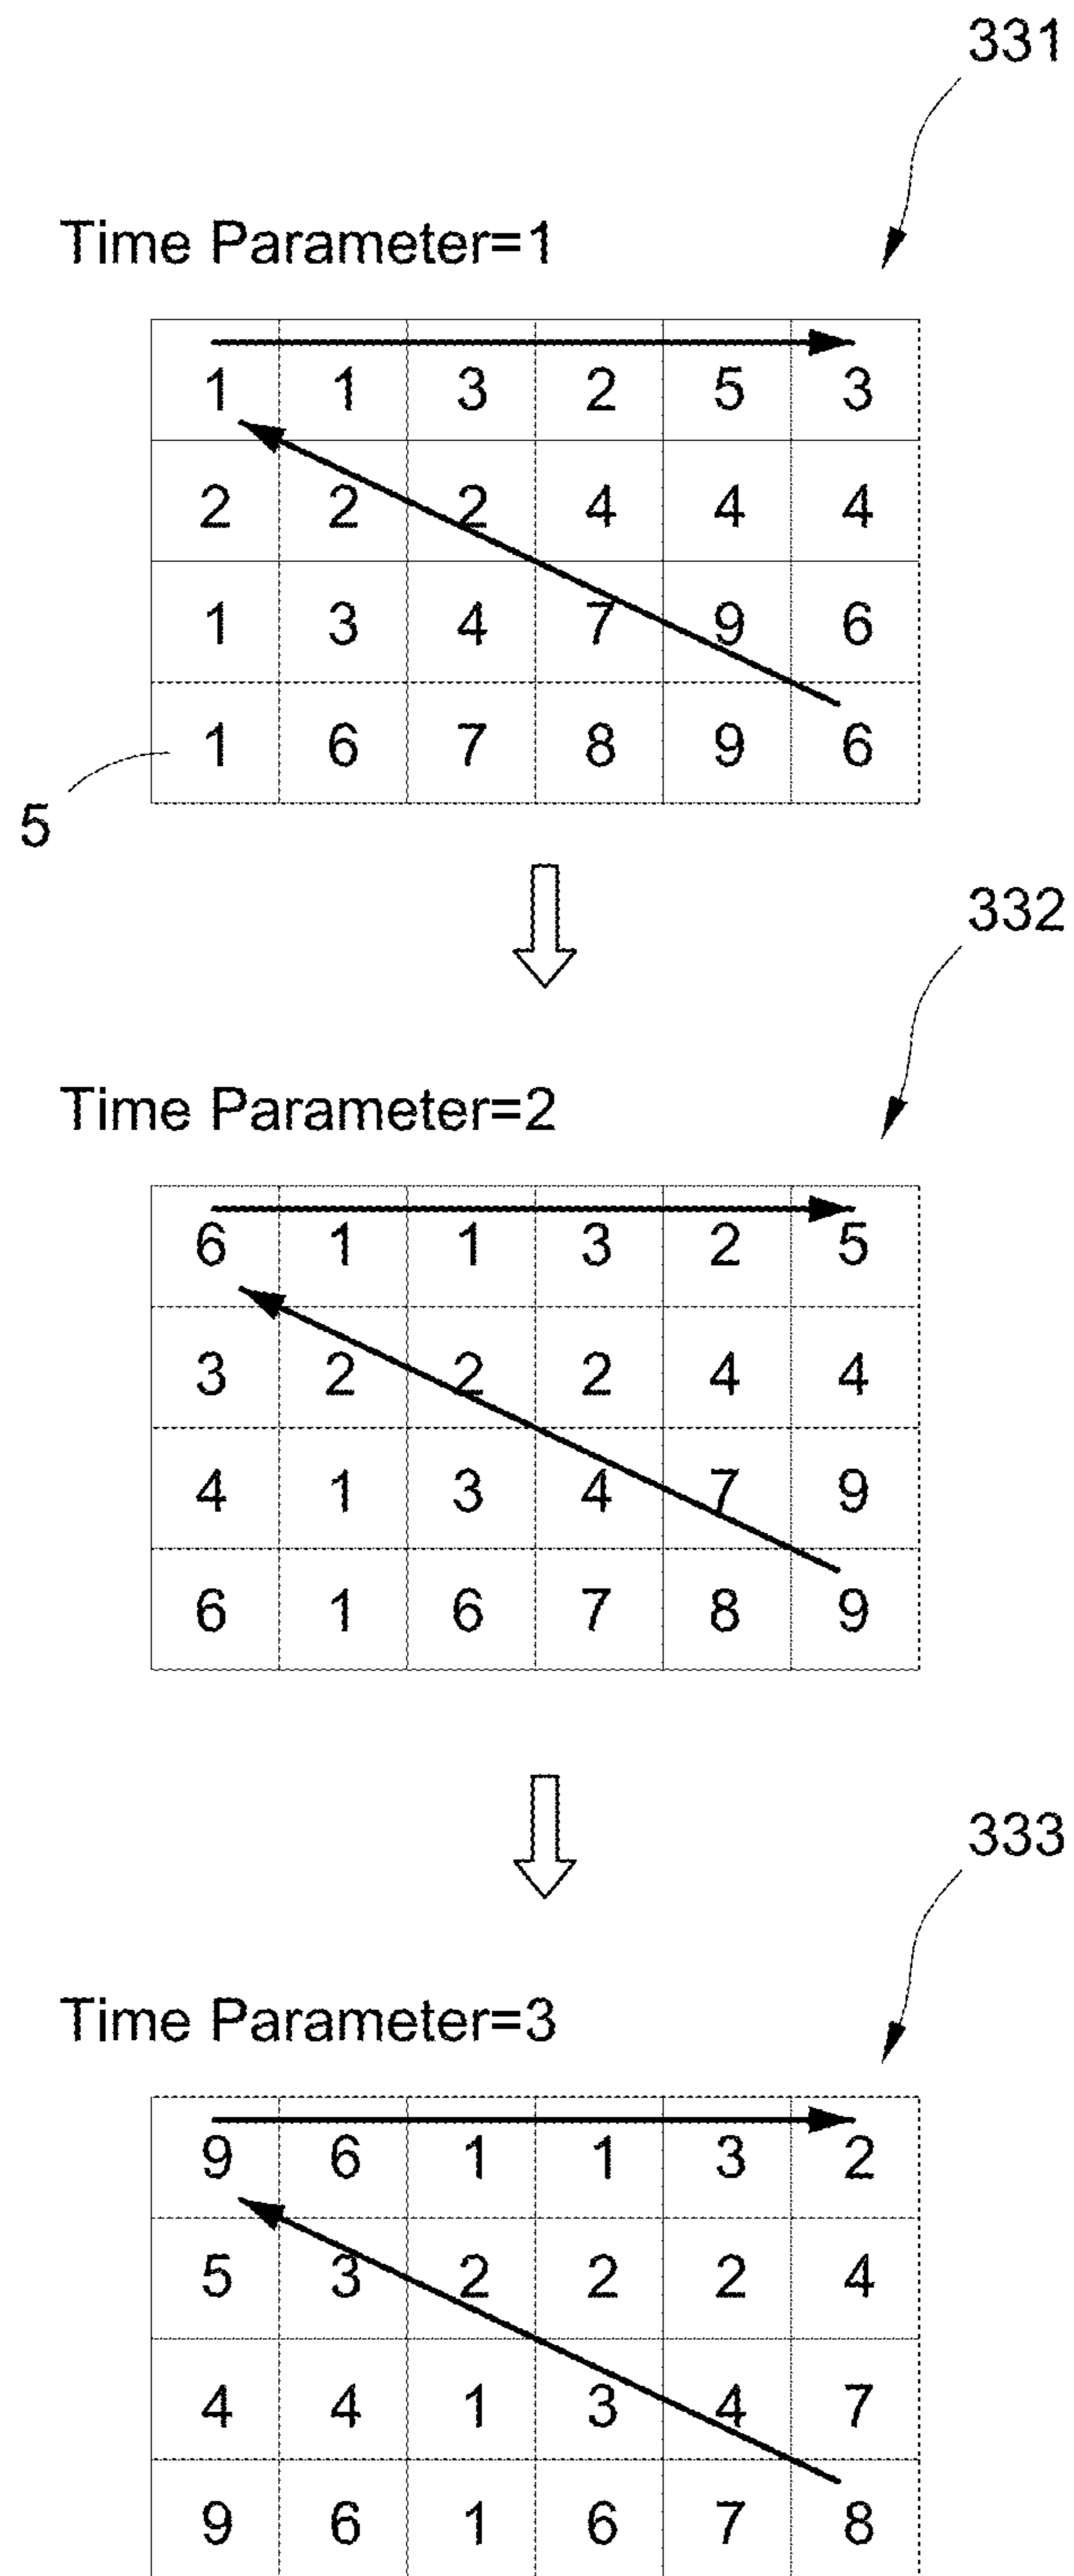 331
Time Parameter=1
1 1 3 2 5 3
2 2 2 4 4 4
1 3 4 7 9 6
1 6 7 8 9 6
5
332
Time Parameter=2
6 1 1 3 2 5
3 2 2 2 4 4
4 1 3 4 7 9
6 1 6 7 8 9
333
Time Parameter=3
9 6 1 1 3 2
5 3 2 2 2 4
4 4 1 3 4 7
9 6 1 6 7 8